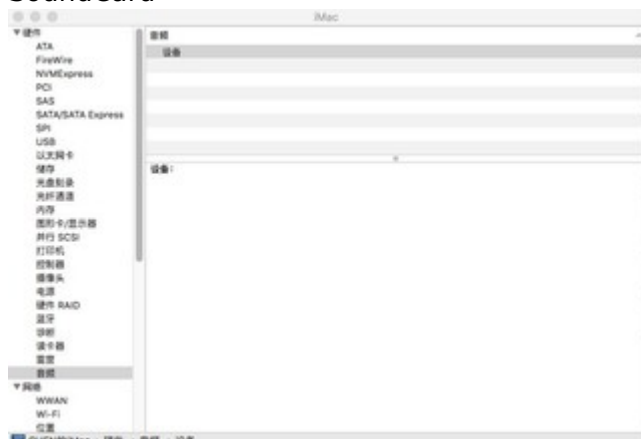 SoundCard
iMac
硬件
ATA
FireWire
NVMExpress
PCI
SAS
SATA/SATA Express
SPI
USB
以太网卡
储存
光盘刻录
光纤通道
内存
图形卡/显示器
并行 SCSI
打印机
控制器
摄像头
电源
硬件 RAID
蓝牙
诊断
读卡器
雷雳
音频
网络
WWAN
Wi-Fi
位置
音频
设备
设备: